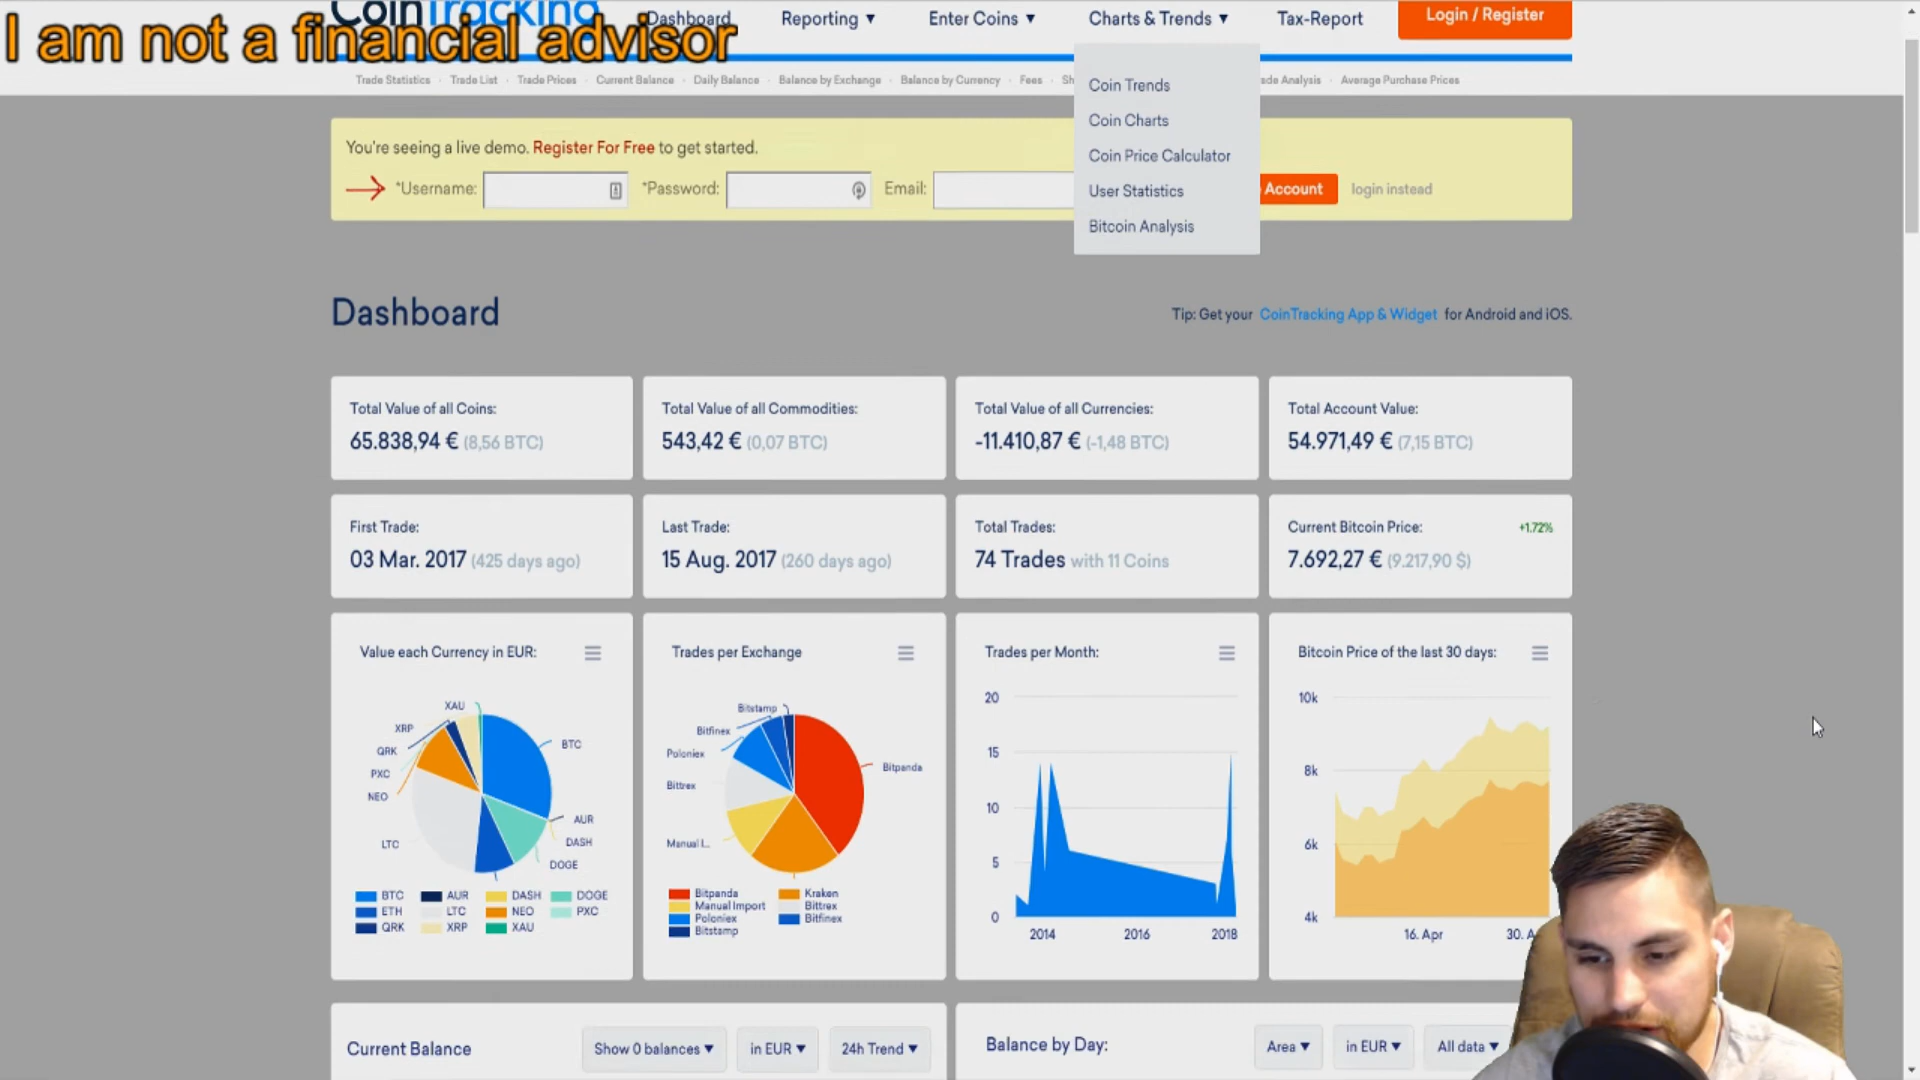 CoinTracking
I am not a financial advisor
Dashboard Reporting ▼ Enter Coins ▼ Charts & Trends ▼ Tax-Report Login / Register
Trade Statistics · Trade List · Trade Prices · Current Balance · Daily Balance · Balance by Exchange · Balance by Currency · Fees · Sh ade Analysis · Average Purchase Prices
Coin Trends
Coin Charts
Coin Price Calculator
User Statistics
Bitcoin Analysis
You're seeing a live demo. Register For Free to get started.
*Username: *Password: Email: Account login instead
Dashboard
Tip: Get your CoinTracking App & Widget for Android and iOS.
Total Value of all Coins:
65.838,94 € (8,56 BTC)
Total Value of all Commodities:
543,42 € (0,07 BTC)
Total Value of all Currencies:
-11.410,87 € (-1,48 BTC)
Total Account Value:
54.971,49 € (7,15 BTC)
First Trade:
03 Mar. 2017 (425 days ago)
Last Trade:
15 Aug. 2017 (260 days ago)
Total Trades:
74 Trades with 11 Coins
Current Bitcoin Price: +1.72%
7.692,27 € (9.217,90 $)
Value each Currency in EUR:
XAU
XRP
QRK
PXC
NEO
LTC
BTC
AUR
DASH
DOGE
BTC AUR DASH DOGE
ETH LTC NEO PXC
QRK XRP XAU
Trades per Exchange
Bitstamp
Bitfinex
Poloniex
Bittrex
Manual I...
Bitpanda
Bitpanda Kraken
Manual Import Bittrex
Poloniex Bitfinex
Bitstamp
Trades per Month:
20
15
10
5
0
2014 2016 2018
Bitcoin Price of the last 30 days:
10k
8k
6k
4k
16. Apr 30. A
Current Balance Show 0 balances ▼ in EUR ▼ 24h Trend ▼
Balance by Day: Area ▼ in EUR ▼ All data ▼